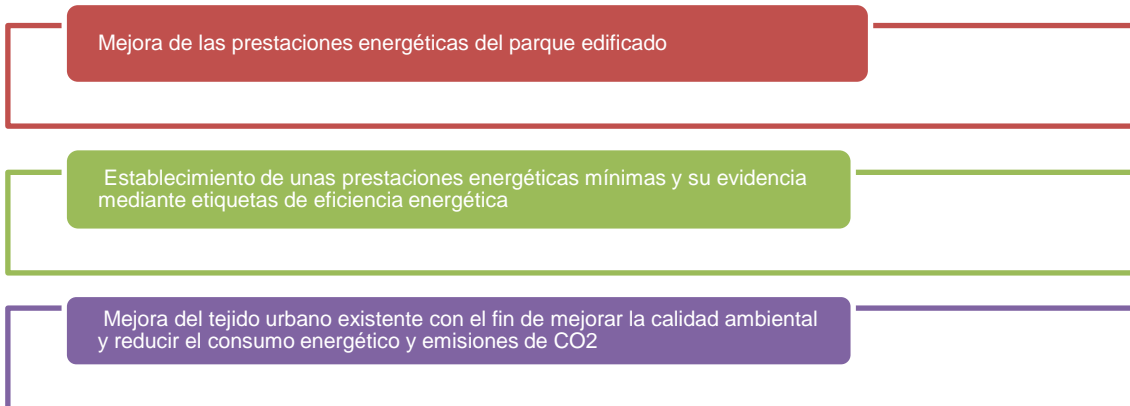 Mejora de las prestaciones energéticas del parque edificado
Establecimiento de unas prestaciones energéticas mínimas y su evidencia
mediante etiquetas de eficiencia energética
Mejora del tejido urbano existente con el fin de mejorar la calidad ambiental
y reducir el consumo energético y emisiones de CO2